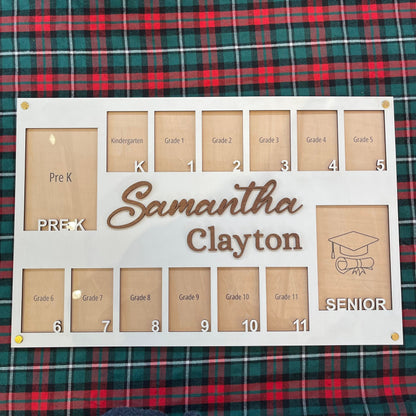 Kindergarten Grade 1 Grade 2 Grade 3 Grade 4 Grade 5
Pre K
K 1 2 3 4 5
PRE-K
Samantha
Clayton
Grade 6 Grade 7 Grade 8 Grade 9 Grade 10 Grade 11
SENIOR
6 7 8 9 10 11